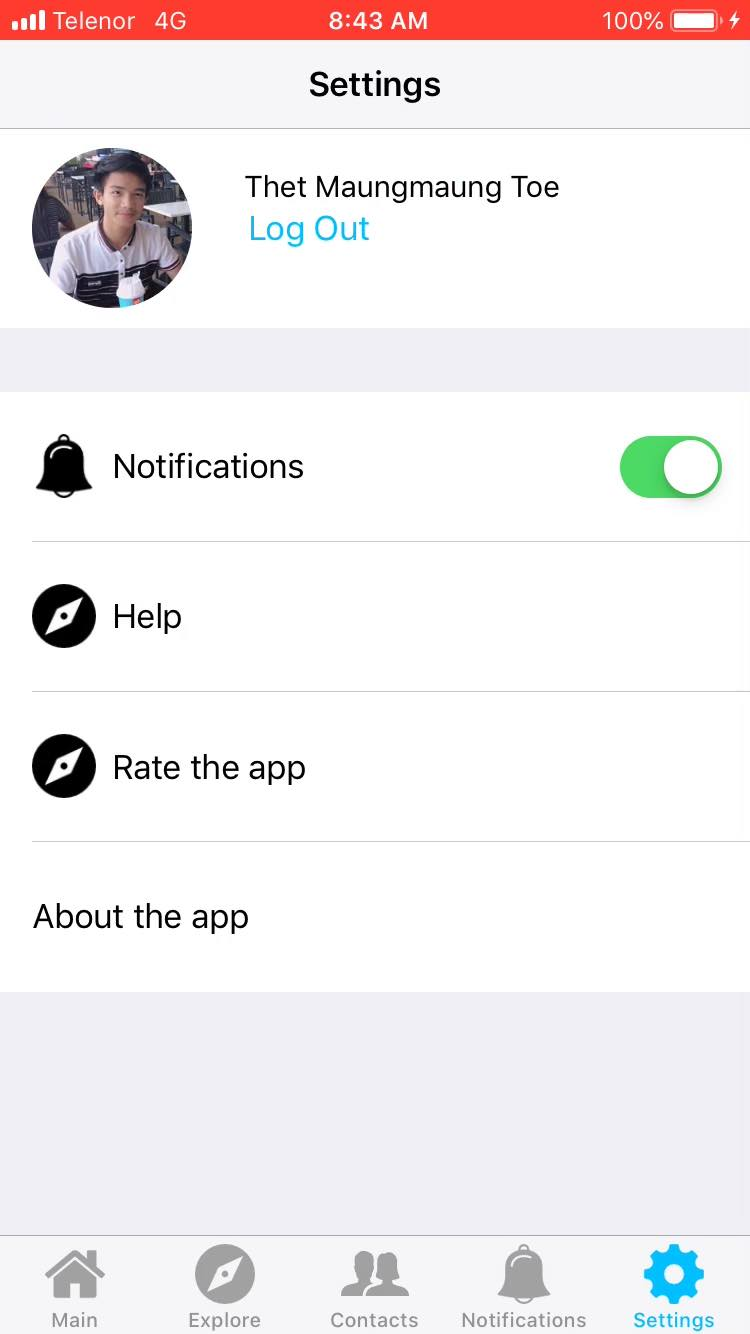 Telenor 4G 8:43 AM 100%
Settings
Thet Maungmaung Toe
Log Out
Notifications
Help
Rate the app
About the app
Main Explore Contacts Notifications Settings